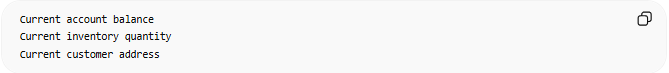 Current account balance
Current inventory quantity
Current customer address